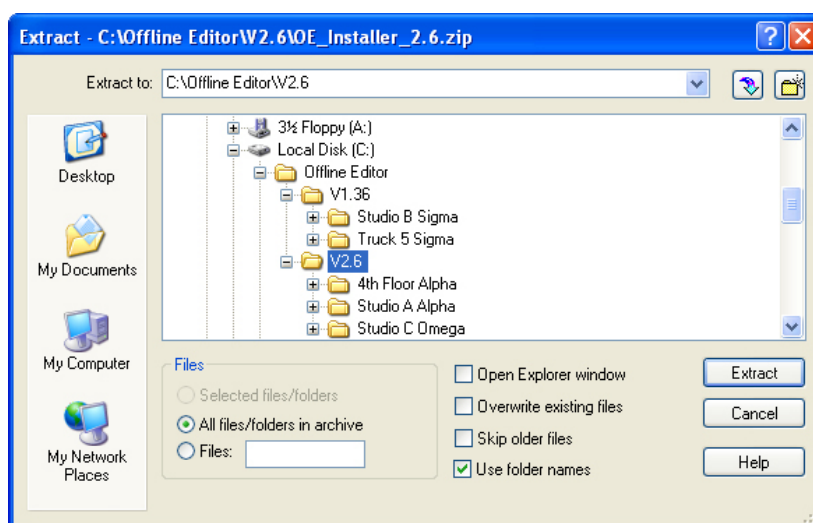 Extract - C:\Offline Editor\V2.6\OE_Installer_2.6.zip
Extract to: C:\Offline Editor\V2.6
Desktop
My Documents
My Computer
My Network
Places
3½ Floppy (A:)
Local Disk (C:)
Offline Editor
V1.36
Studio B Sigma
Truck 5 Sigma
V2.6
4th Floor Alpha
Studio A Alpha
Studio C Omega
Files
Selected files/folders
All files/folders in archive
Files:
Open Explorer window
Overwrite existing files
Skip older files
Use folder names
Extract
Cancel
Help